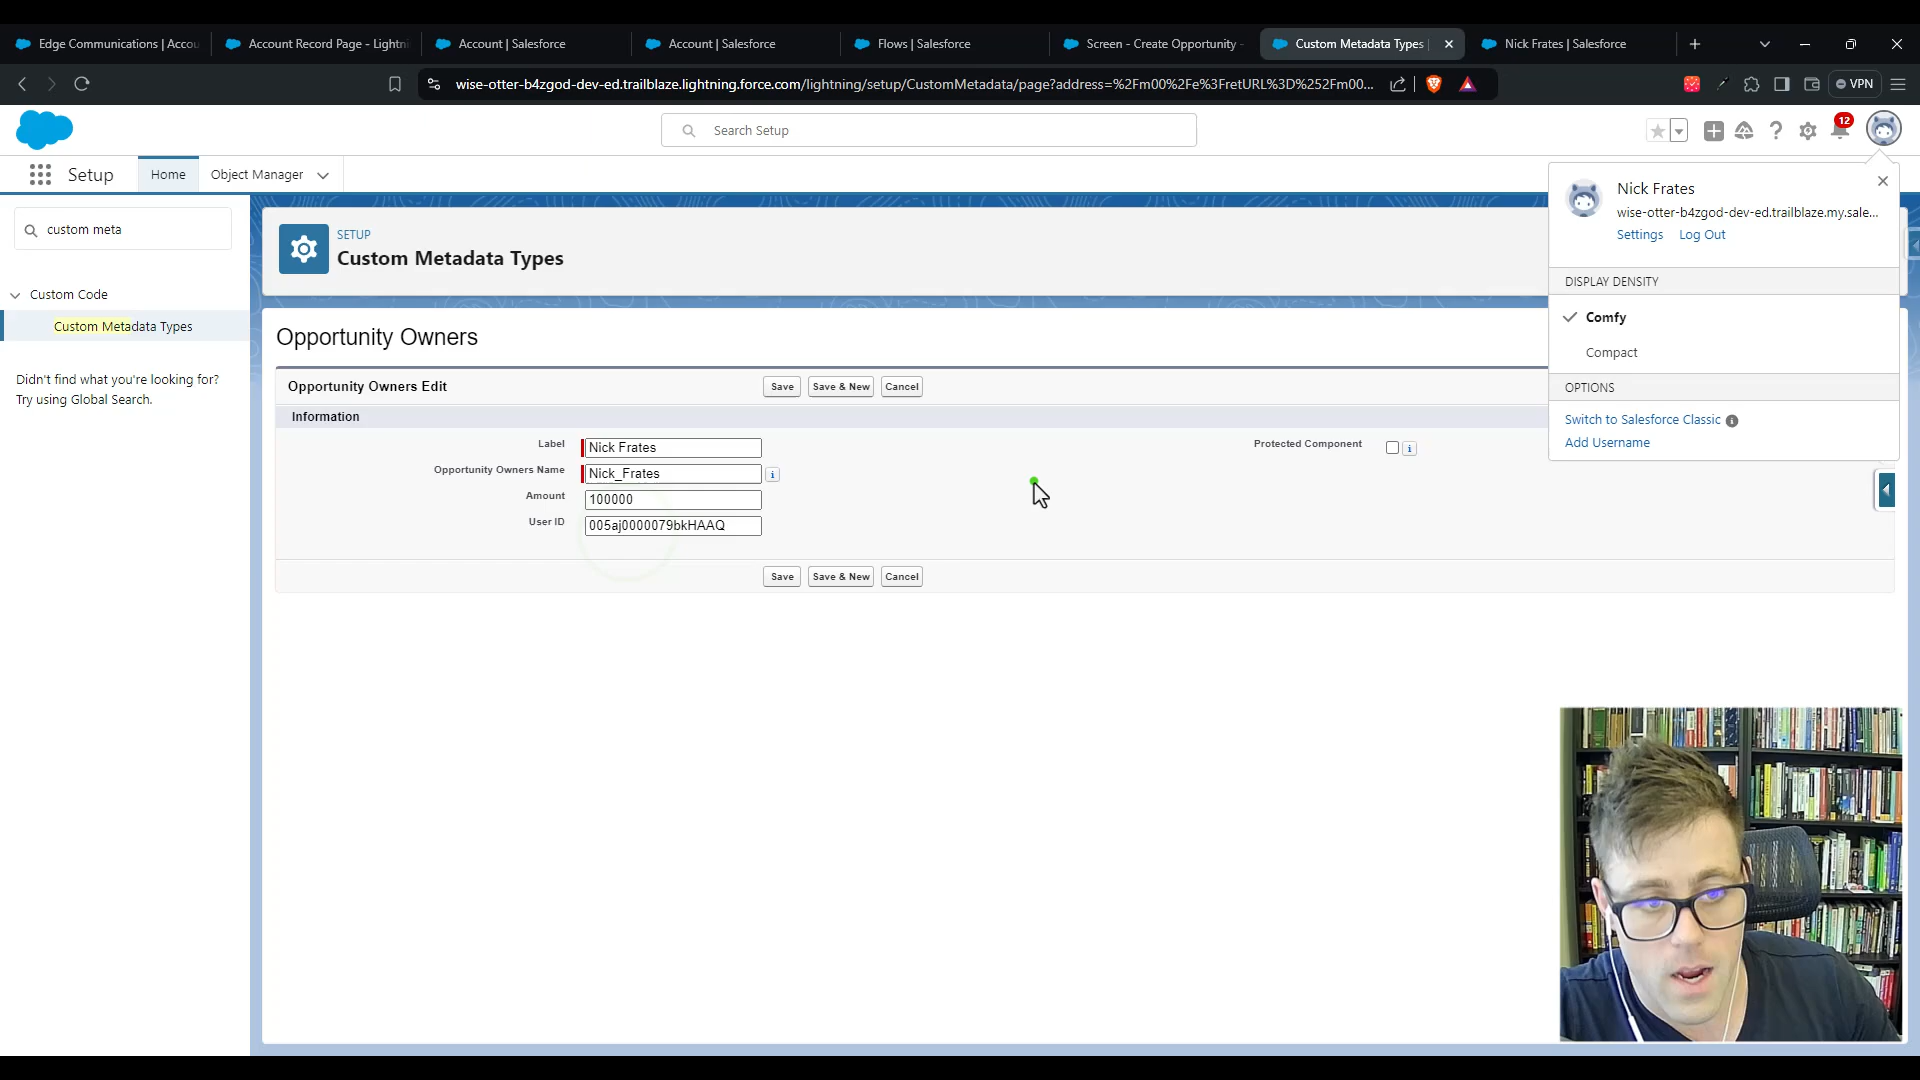 Edge Communications | Accou
Account Record Page - Lightni
Account | Salesforce
Account | Salesforce
Flows | Salesforce
Screen - Create Opportunity -
Custom Metadata Types |
Nick Frates | Salesforce
wise-otter-b4zgod-dev-ed.trailblaze.lightning.force.com/lightning/setup/CustomMetadata/page?address=%2Fm00%2Fe%3FretURL%3D%252Fm00...
VPN
Search Setup
12
Setup
Home
Object Manager
custom meta
Custom Code
Custom Metadata Types
Didn't find what you're looking for?
Try using Global Search.
SETUP
Custom Metadata Types
Opportunity Owners
Opportunity Owners Edit
Save
Save & New
Cancel
Information
Label
Nick Frates
Protected Component
i
Opportunity Owners Name
Nick_Frates
i
Amount
100000
User ID
005aj0000079bkHAAQ
Save
Save & New
Cancel
Nick Frates
wise-otter-b4zgod-dev-ed.trailblaze.my.sale...
Settings
Log Out
DISPLAY DENSITY
Comfy
Compact
OPTIONS
Switch to Salesforce Classic
Add Username